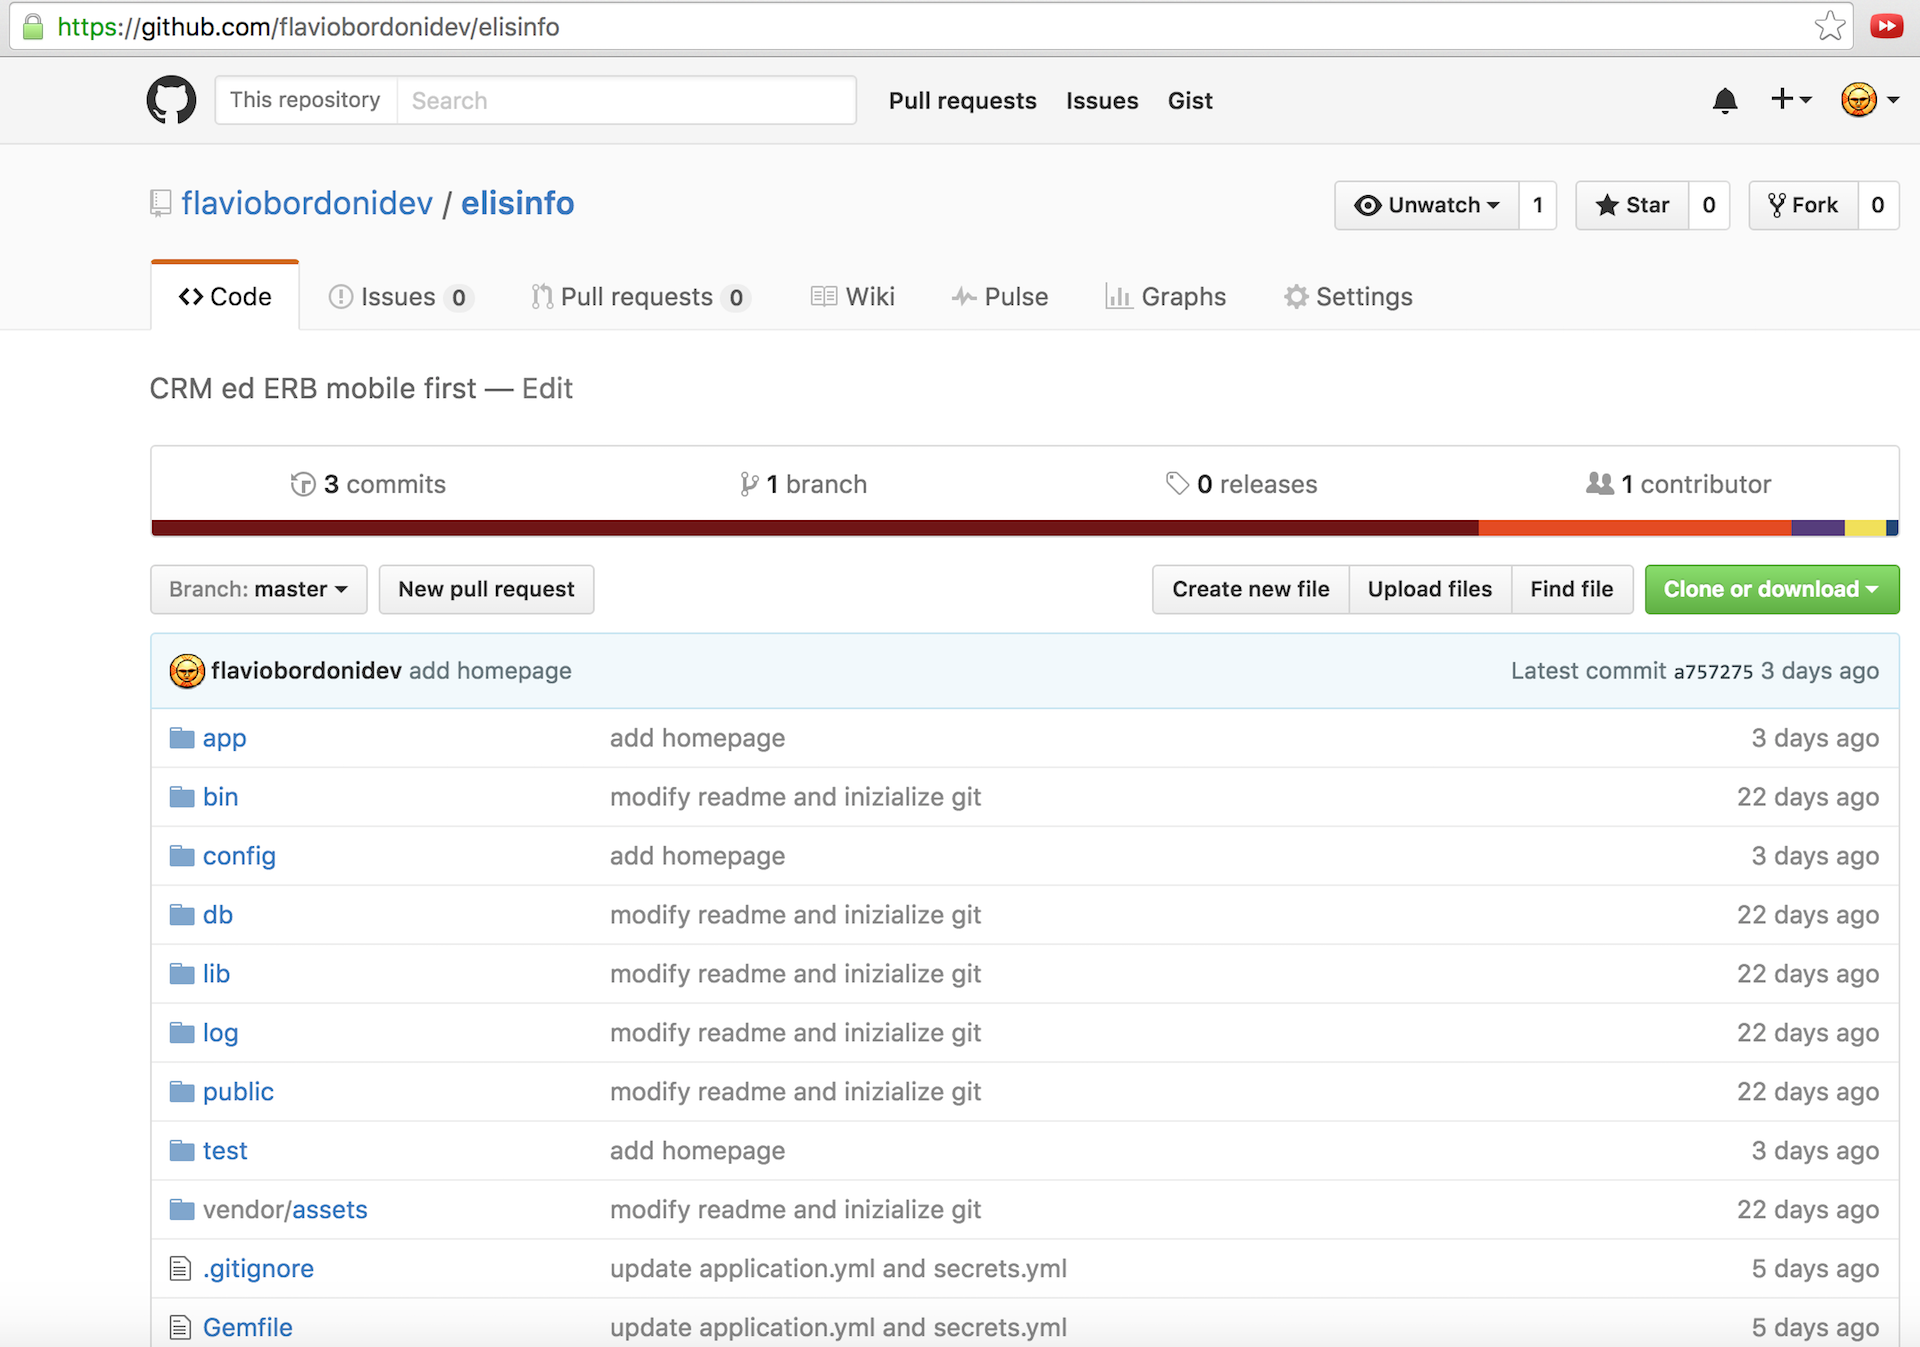 https://github.com/flaviobordonidev/elisinfo
This repository Search Pull requests Issues Gist
flaviobordonidev / elisinfo Unwatch 1 Star 0 Fork 0
Code Issues 0 Pull requests 0 Wiki Pulse Graphs Settings
CRM ed ERB mobile first — Edit
3 commits 1 branch 0 releases 1 contributor
Branch: master New pull request Create new file Upload files Find file Clone or download
flaviobordonidev add homepage Latest commit a757275 3 days ago
app add homepage 3 days ago
bin modify readme and inizialize git 22 days ago
config add homepage 3 days ago
db modify readme and inizialize git 22 days ago
lib modify readme and inizialize git 22 days ago
log modify readme and inizialize git 22 days ago
public modify readme and inizialize git 22 days ago
test add homepage 3 days ago
vendor/assets modify readme and inizialize git 22 days ago
.gitignore update application.yml and secrets.yml 5 days ago
Gemfile update application.yml and secrets.yml 5 days ago